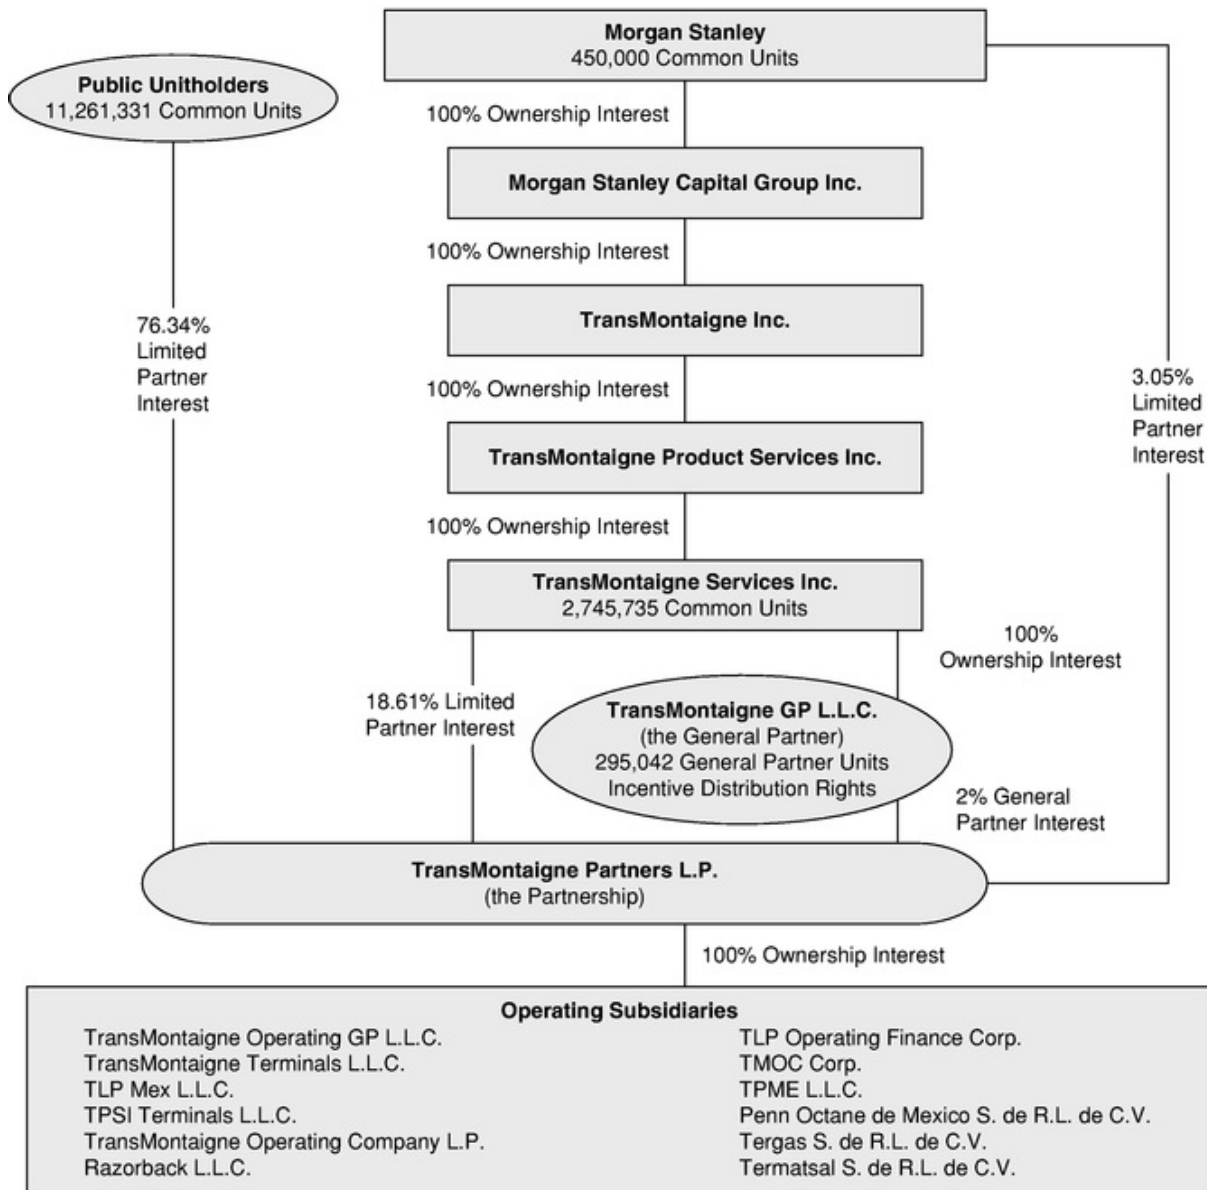 Morgan Stanley
450,000 Common Units
Public Unitholders
11,261,331 Common Units
100% Ownership Interest
Morgan Stanley Capital Group Inc.
100% Ownership Interest
TransMontaigne Inc.
76.34%
Limited
Partner
Interest
3.05%
Limited
Partner
Interest
100% Ownership Interest
TransMontaigne Product Services Inc.
100% Ownership Interest
TransMontaigne Services Inc.
2,745,735 Common Units
100%
Ownership Interest
18.61% Limited
Partner Interest
TransMontaigne GP L.L.C.
(the General Partner)
295,042 General Partner Units
Incentive Distribution Rights
2% General
Partner Interest
TransMontaigne Partners L.P.
(the Partnership)
100% Ownership Interest
Operating Subsidiaries
TransMontaigne Operating GP L.L.C.
TransMontaigne Terminals L.L.C.
TLP Mex L.L.C.
TPSI Terminals L.L.C.
TransMontaigne Operating Company L.P.
Razorback L.L.C.
TLP Operating Finance Corp.
TMOC Corp.
TPME L.L.C.
Penn Octane de Mexico S. de R.L. de C.V.
Tergas S. de R.L. de C.V.
Termatsal S. de R.L. de C.V.